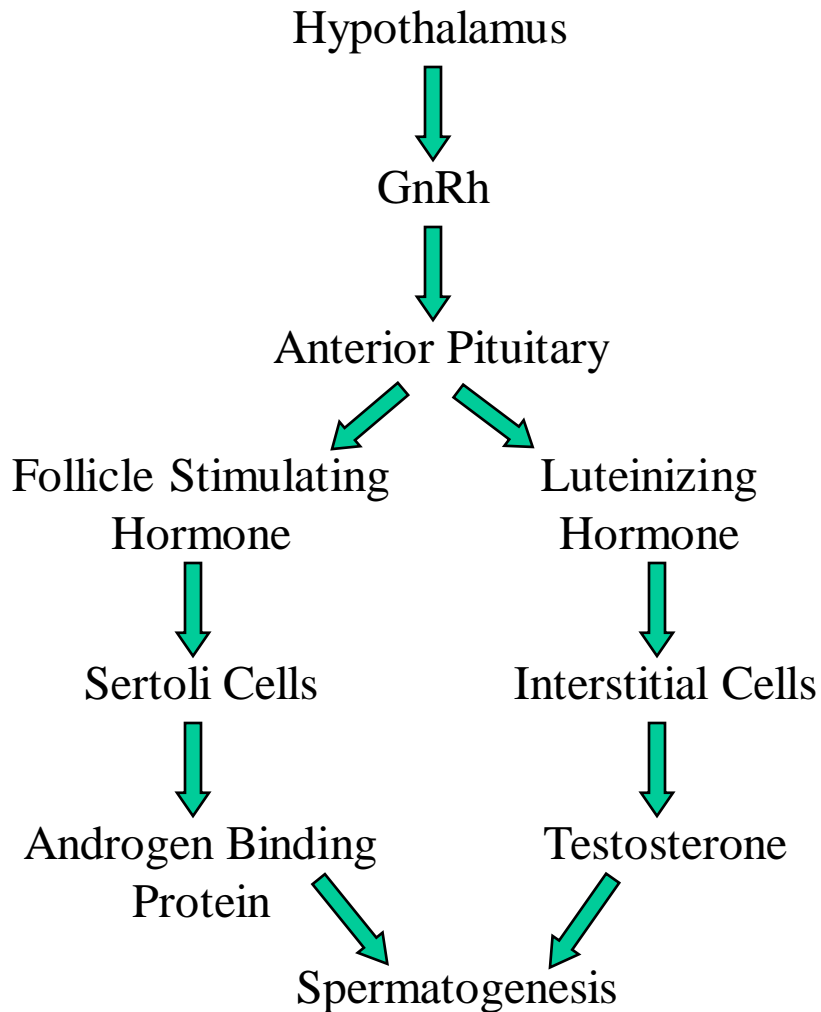 Hypothalamus
GnRh
Anterior Pituitary
Follicle Stimulating
Hormone
Luteinizing
Hormone
Sertoli Cells
Interstitial Cells
Androgen Binding
Protein
Testosterone
Spermatogenesis